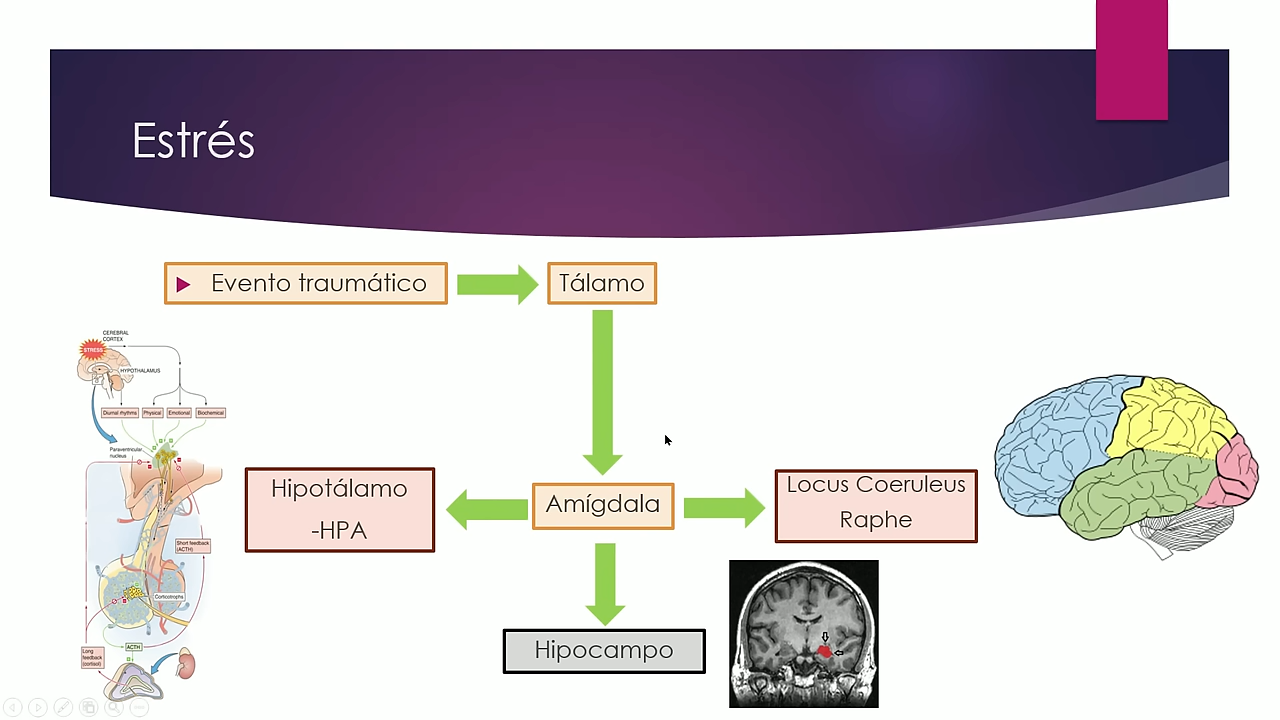 Estrés
Evento traumático
Tálamo
CEREBRAL
CORTEX
STRESS
HYPOTHALAMUS
Diurnal rhythms
Physical
Emotional
Biochemical
Paraventricular
nucleus
Hipotálamo
-HPA
Amígdala
Locus Coeruleus
Raphe
Short feedback
(ACTH)
Corticotrophs
Hipocampo
ACTH
Long
feedback
(cortisol)